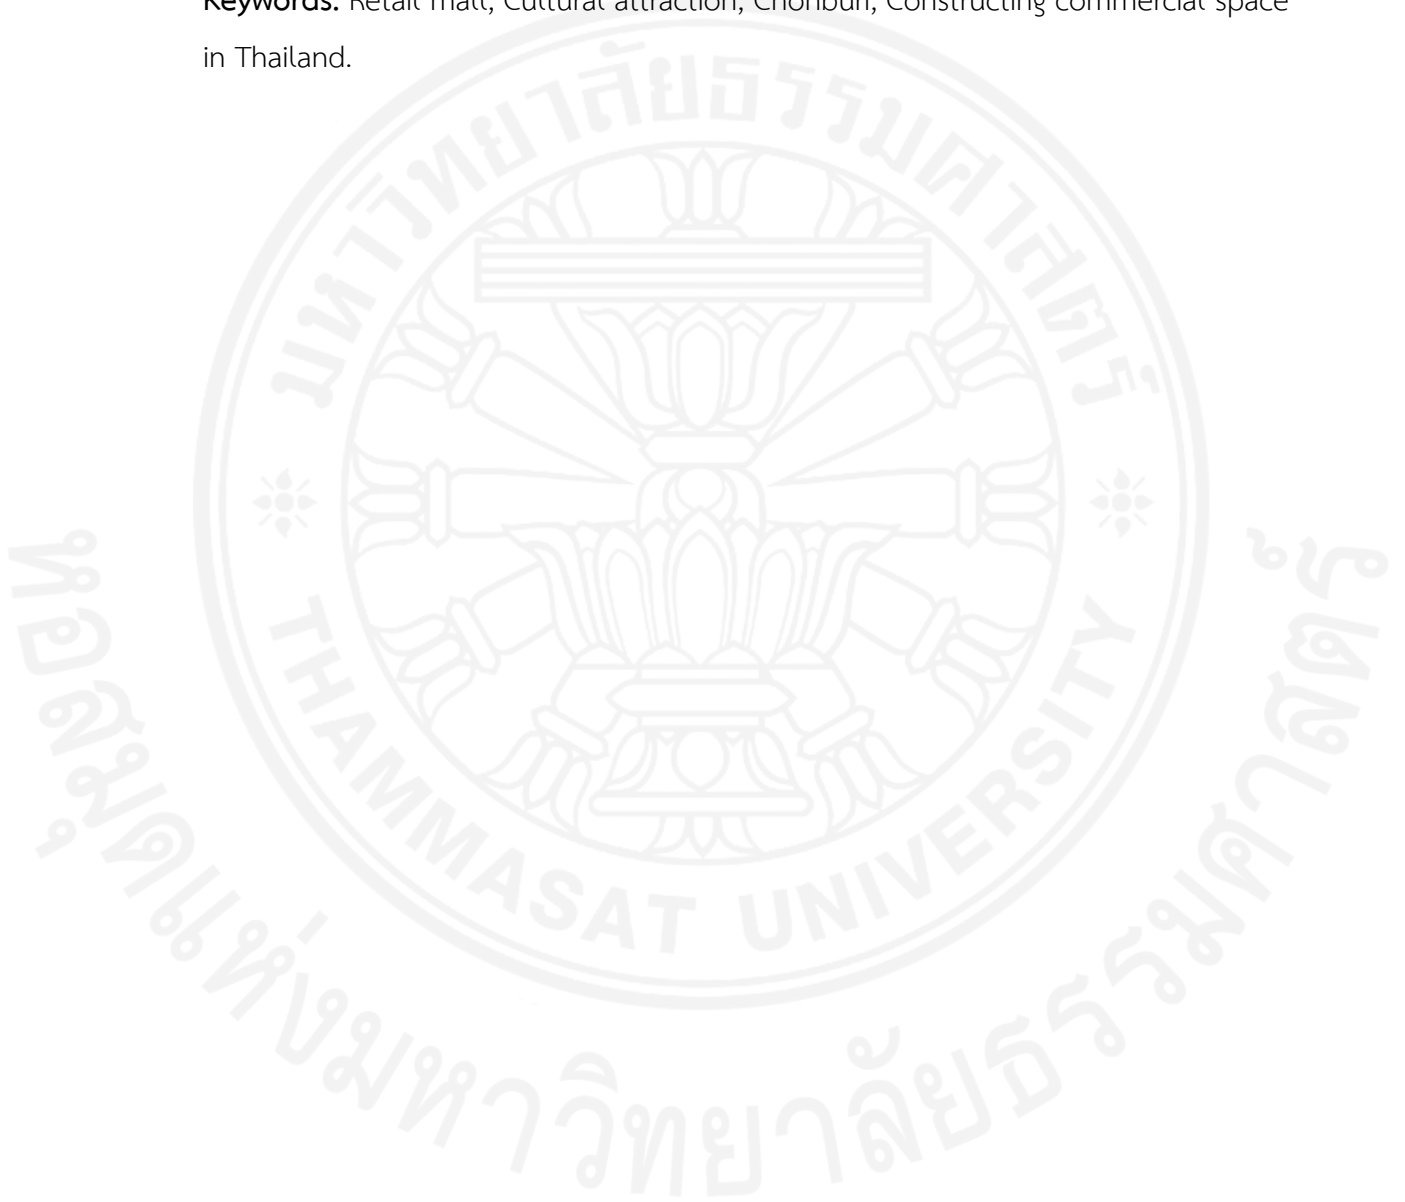 Keywords: Retail mall, Cultural attraction, Chonburi, Constructing commercial space
in Thailand.
มหาวิทยาลัยธรรมศาสตร์
THAMMASAT UNIVERSITY
หอสมุดแห่งมหาวิทยาลัยธรรมศาสตร์